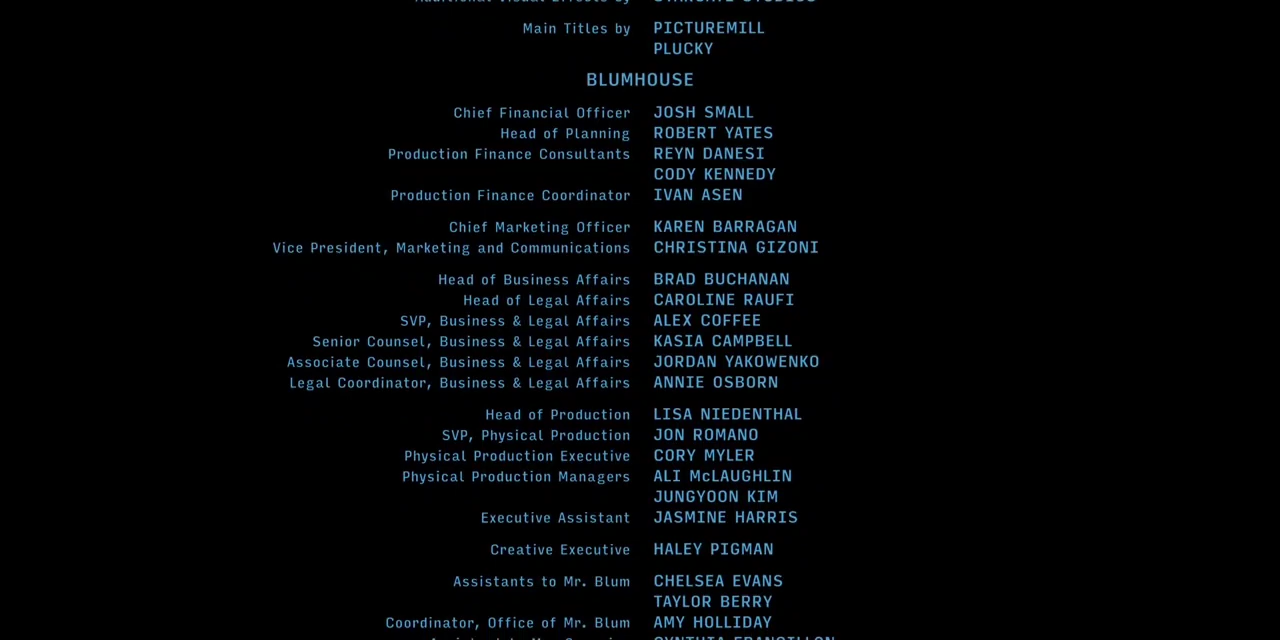 Main Titles by PICTUREMILL
PLUCKY
BLUMHOUSE
Chief Financial Officer JOSH SMALL
Head of Planning ROBERT YATES
Production Finance Consultants REYN DANESI
CODY KENNEDY
Production Finance Coordinator IVAN ASEN
Chief Marketing Officer KAREN BARRAGAN
Vice President, Marketing and Communications CHRISTINA GIZONI
Head of Business Affairs BRAD BUCHANAN
Head of Legal Affairs CAROLINE RAUFI
SVP, Business & Legal Affairs ALEX COFFEE
Senior Counsel, Business & Legal Affairs KASIA CAMPBELL
Associate Counsel, Business & Legal Affairs JORDAN YAKOWENKO
Legal Coordinator, Business & Legal Affairs ANNIE OSBORN
Head of Production LISA NIEDENTHAL
SVP, Physical Production JON ROMANO
Physical Production Executive CORY MYLER
Physical Production Managers ALI McLAUGHLIN
JUNGYOON KIM
Executive Assistant JASMINE HARRIS
Creative Executive HALEY PIGMAN
Assistants to Mr. Blum CHELSEA EVANS
TAYLOR BERRY
Coordinator, Office of Mr. Blum AMY HOLLIDAY